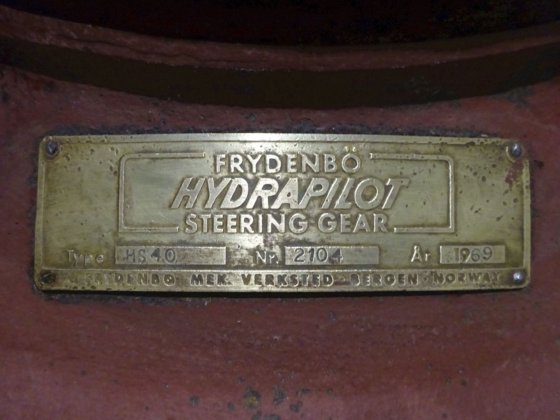 FRYDENBÖ
HYDRAPILOT
STEERING GEAR
Type HS40 Nr. 2104 År 1969
FRYDENBÖ MEK. VERKSTED - BERGEN - NORWAY